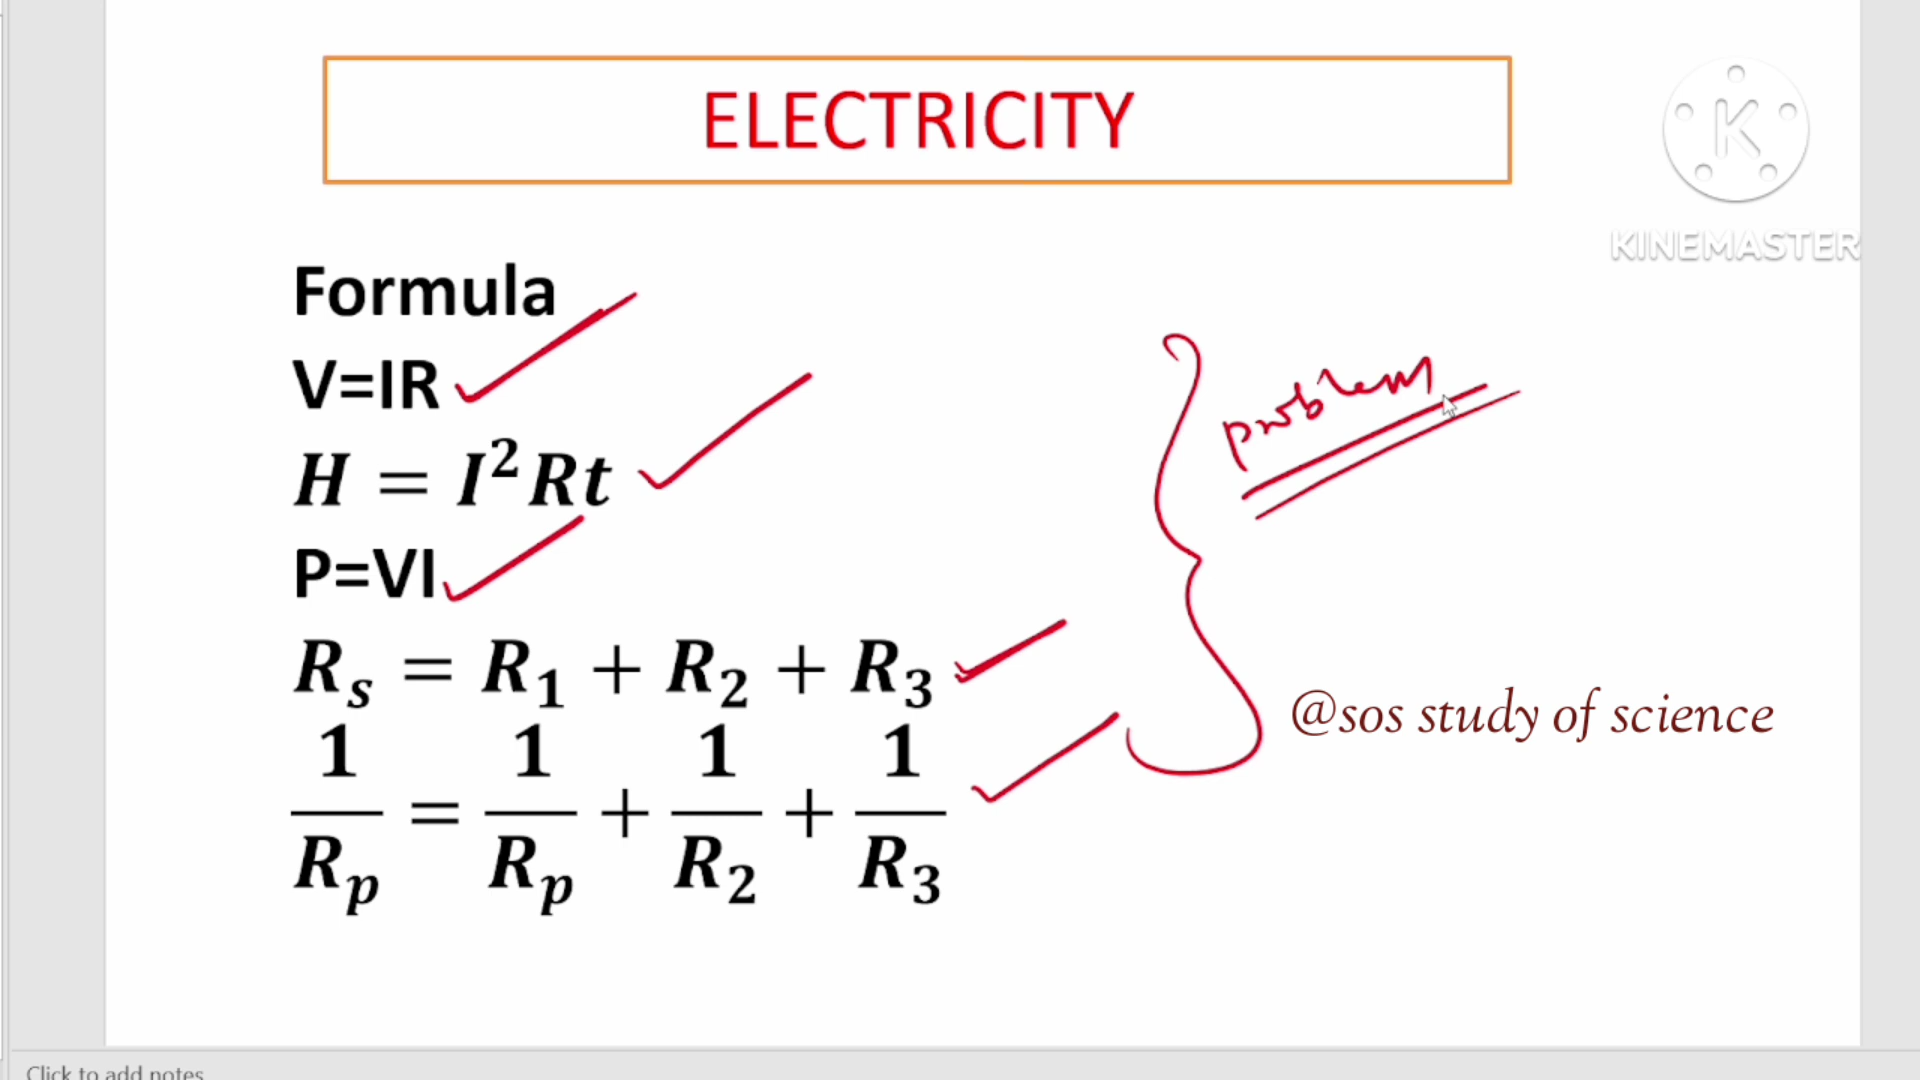 ELECTRICITY
K
KINEMASTER
Formula
V=IR
H = I²Rt
P=VI
Rₛ = R₁ + R₂ + R₃
1/Rₚ = 1/Rₚ + 1/R₂ + 1/R₃
problem
@sos study of science
Click to add notes